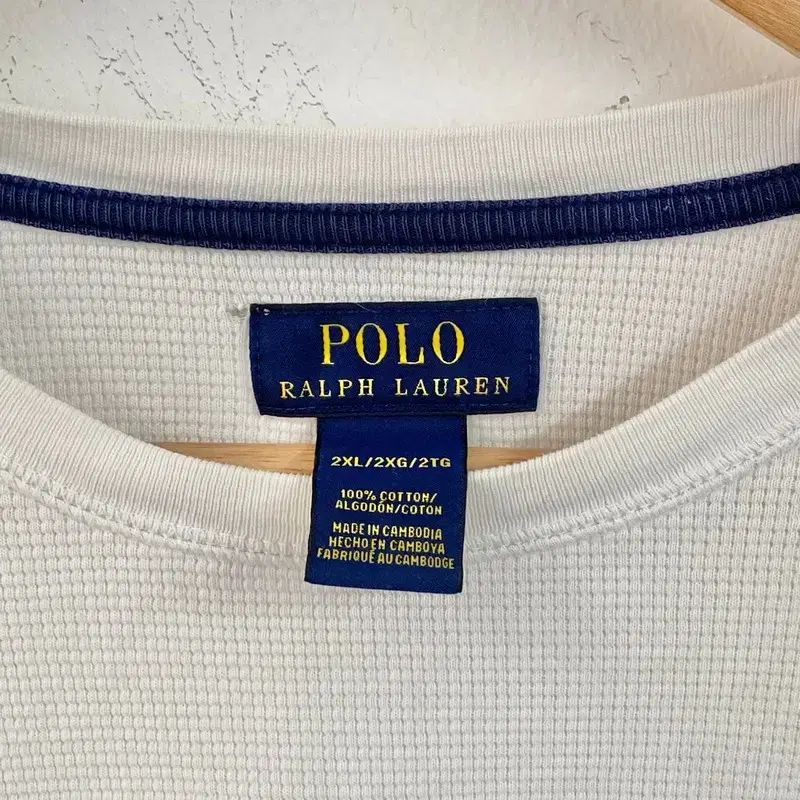 POLO
RALPH LAUREN
2XL/2XG/2TG
100% COTTON/
ALGODÓN/COTON
MADE IN CAMBODIA
HECHO EN CAMBOYA
FABRIQUÉ AU CAMBODGE